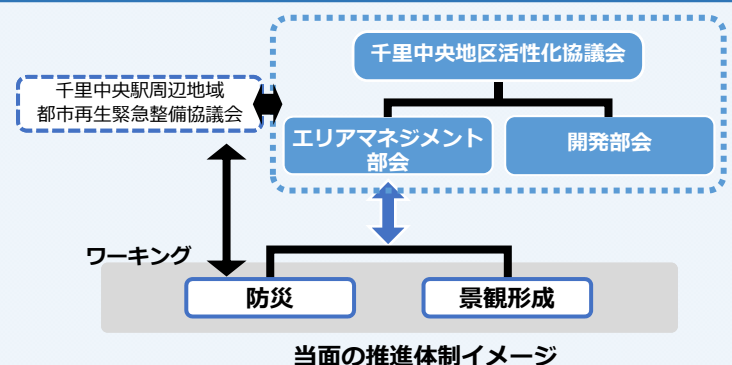 千里中央地区活性化協議会
千里中央駅周辺地域
都市再生緊急整備協議会
エリアマネジメント
部会
開発部会
ワーキング
防災
景観形成
当面の推進体制イメージ